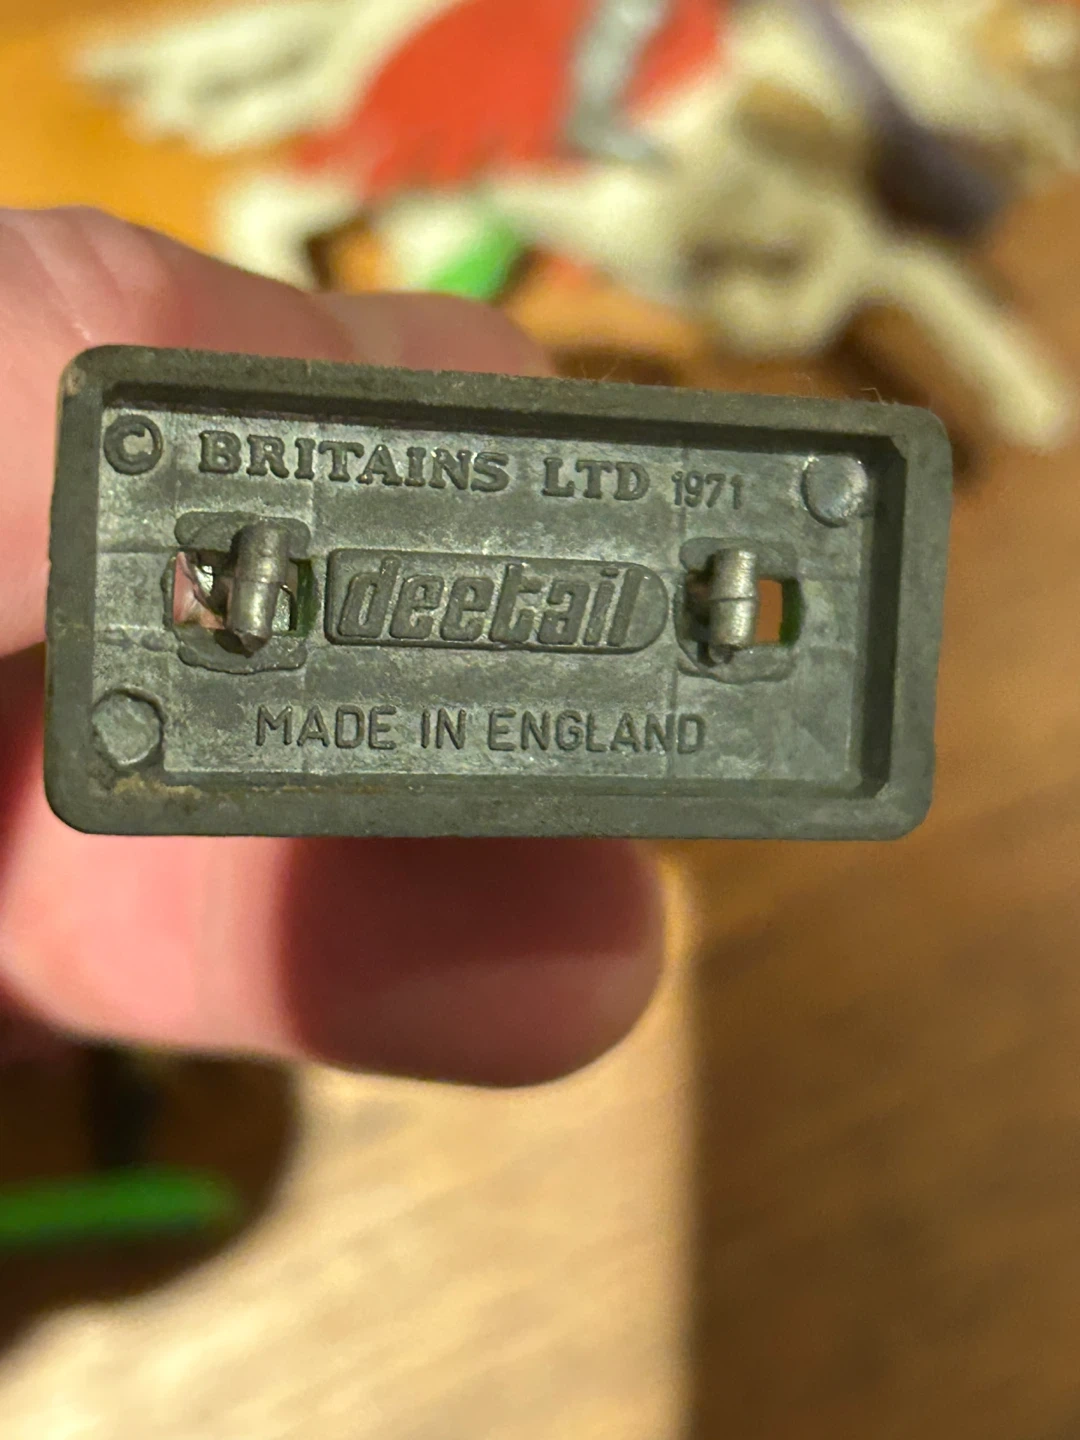 © BRITAINS LTD 1971
deetail
MADE IN ENGLAND